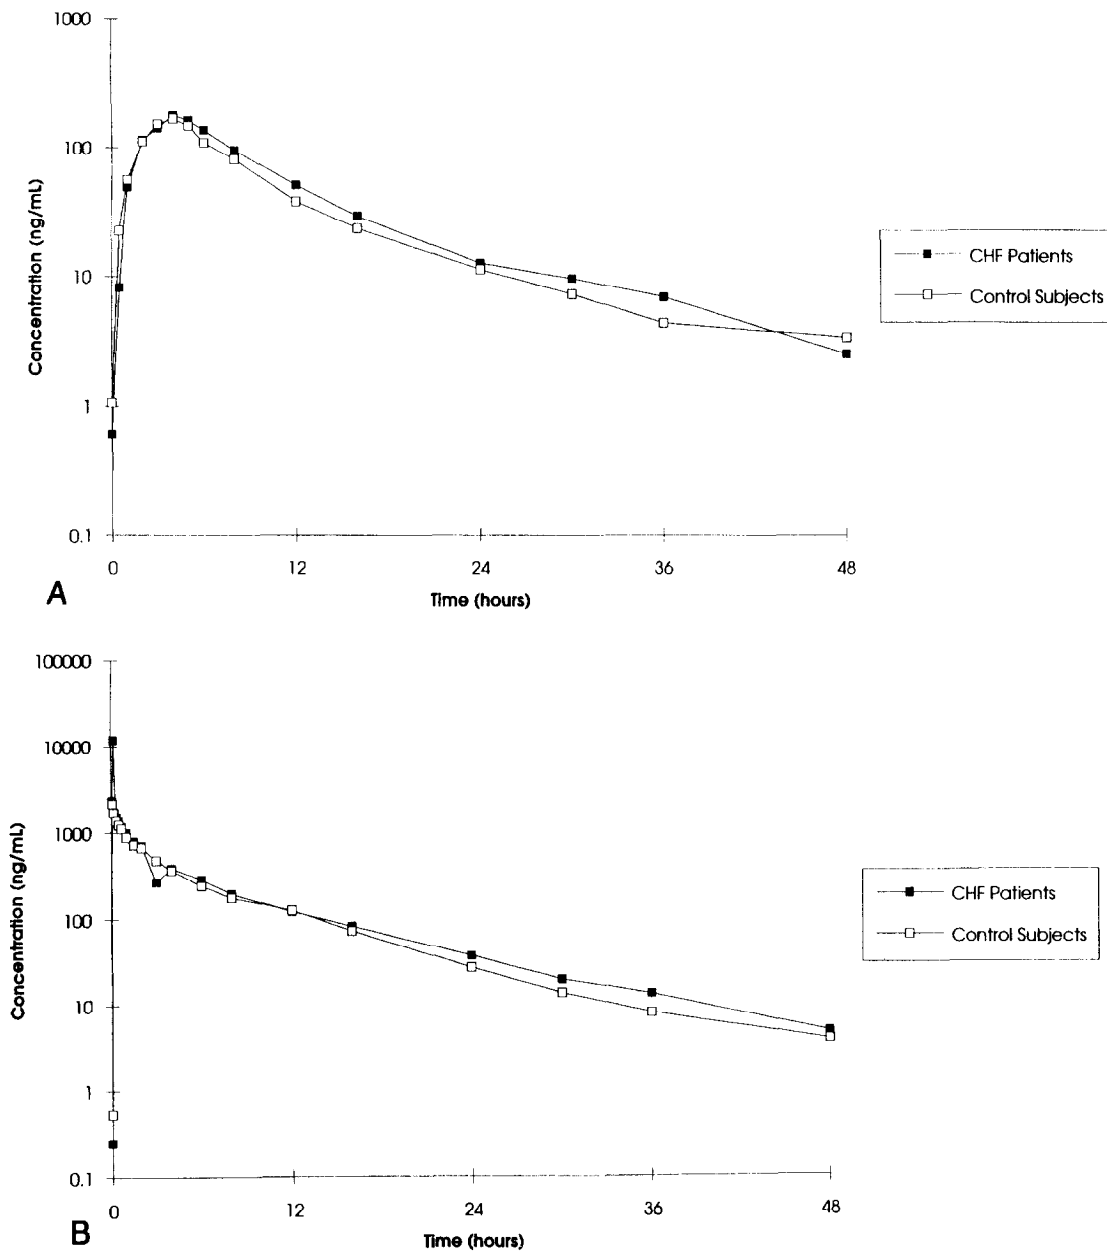 1000
100
10
1
0.1
Concentration (ng/mL)
0
12
24
36
48
Time (hours)
A
CHF Patients
Control Subjects
100000
10000
1000
100
10
1
0.1
Concentration (ng/mL)
0
12
24
36
48
Time (hours)
B
CHF Patients
Control Subjects